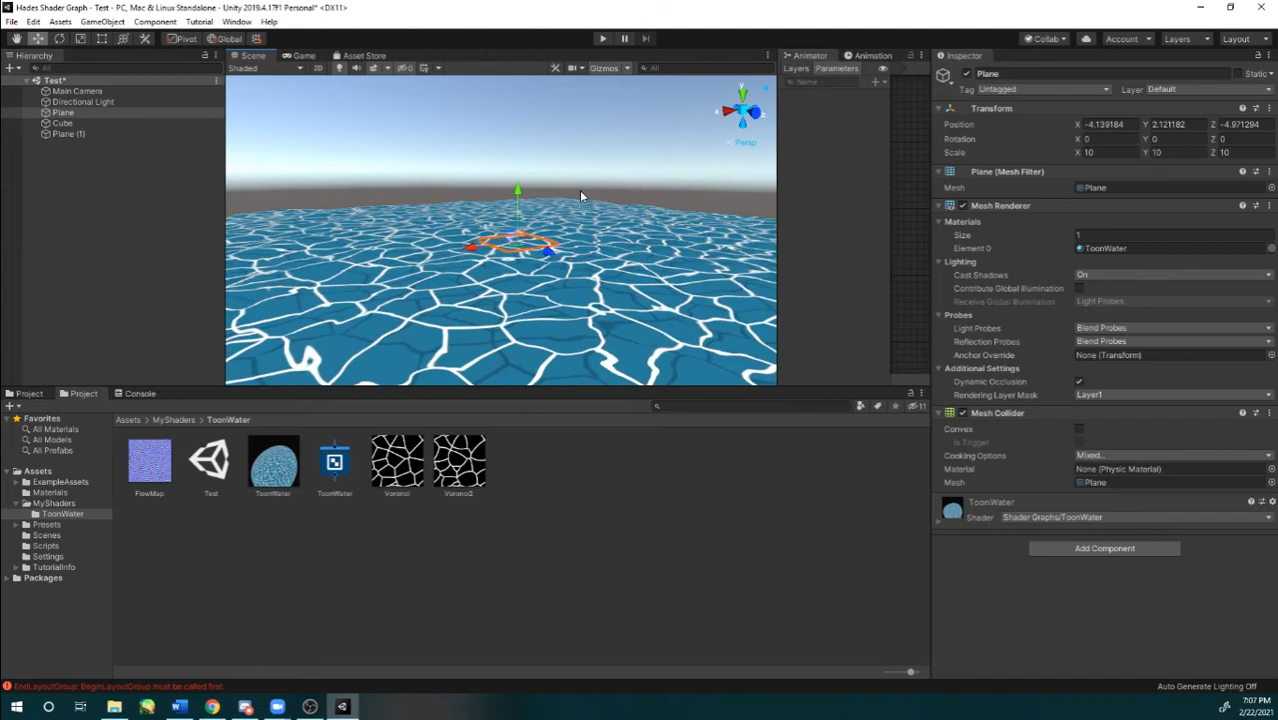 Hades Shader Graph - Test - PC, Mac & Linux Standalone - Unity 2019.4.17f1 Personal* <DX11>
File Edit Assets GameObject Component Tutorial Window Help
Pivot Global Collab Account Layers Layout
Hierarchy
All
Test*
Main Camera
Directional Light
Plane
Cube
Plane (1)
Scene Game Asset Store
Shaded 2D 0 Gizmos All
y
x
z
Persp
Animator Animation
Layers Parameters
Name
Inspector
Plane Static
Tag Untagged Layer Default
Transform
Position X -4.139184 Y 2.121182 Z -4.971294
Rotation X 0 Y 0 Z 0
Scale X 10 Y 10 Z 10
Plane (Mesh Filter)
Mesh Plane
Mesh Renderer
Materials
Size 1
Element 0 ToonWater
Lighting
Cast Shadows On
Contribute Global Illumination
Receive Global Illumination Light Probes
Probes
Light Probes Blend Probes
Reflection Probes Blend Probes
Anchor Override None (Transform)
Additional Settings
Dynamic Occlusion
Rendering Layer Mask Layer1
Mesh Collider
Convex
Is Trigger
Cooking Options Mixed...
Material None (Physic Material)
Mesh Plane
ToonWater
Shader Shader Graphs/ToonWater
Add Component
Project Project Console
11
Favorites
All Materials
All Models
All Prefabs
Assets
ExampleAssets
Materials
MyShaders
ToonWater
Presets
Scenes
Scripts
Settings
TutorialInfo
Packages
Assets > MyShaders > ToonWater
FlowMap Test ToonWater ToonWater Voronoi Voronoi2
EndLayoutGroup: BeginLayoutGroup must be called first.
Auto Generate Lighting Off
7:07 PM
2/22/2021